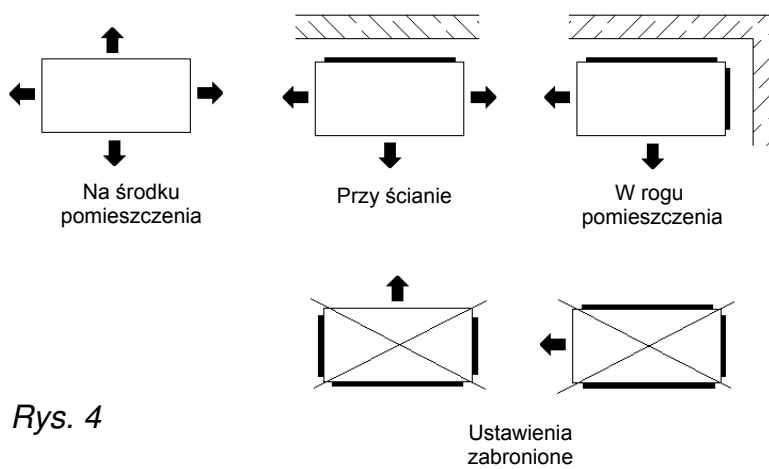 Na środku
pomieszczenia
Przy ścianie
W rogu
pomieszczenia
Rys. 4
Ustawienia
zabronione